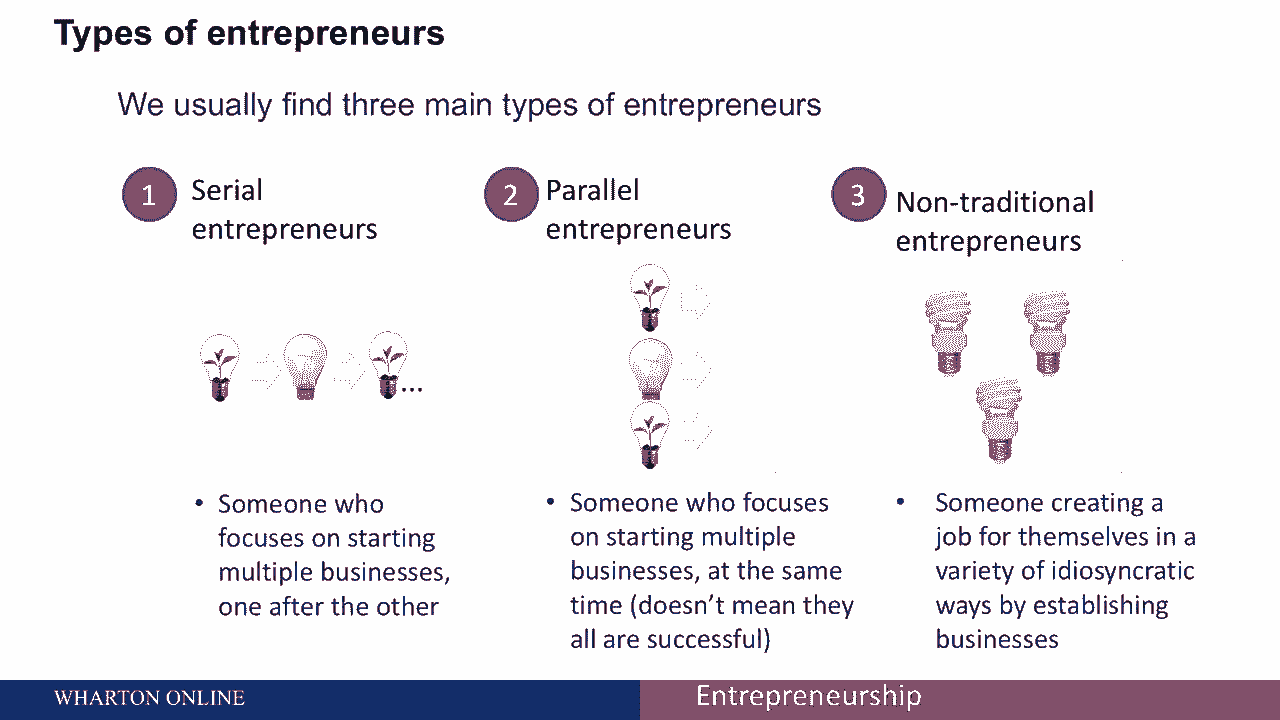 Types of entrepreneurs
We usually find three main types of entrepreneurs
1
Serial
entrepreneurs
2
Parallel
entrepreneurs
3
Non-traditional
entrepreneurs
...
• Someone who
focuses on starting
multiple businesses,
one after the other
• Someone who focuses
on starting multiple
businesses, at the same
time (doesn’t mean they
all are successful)
• Someone creating a
job for themselves in a
variety of idiosyncratic
ways by establishing
businesses
WHARTON ONLINE
Entrepreneurship